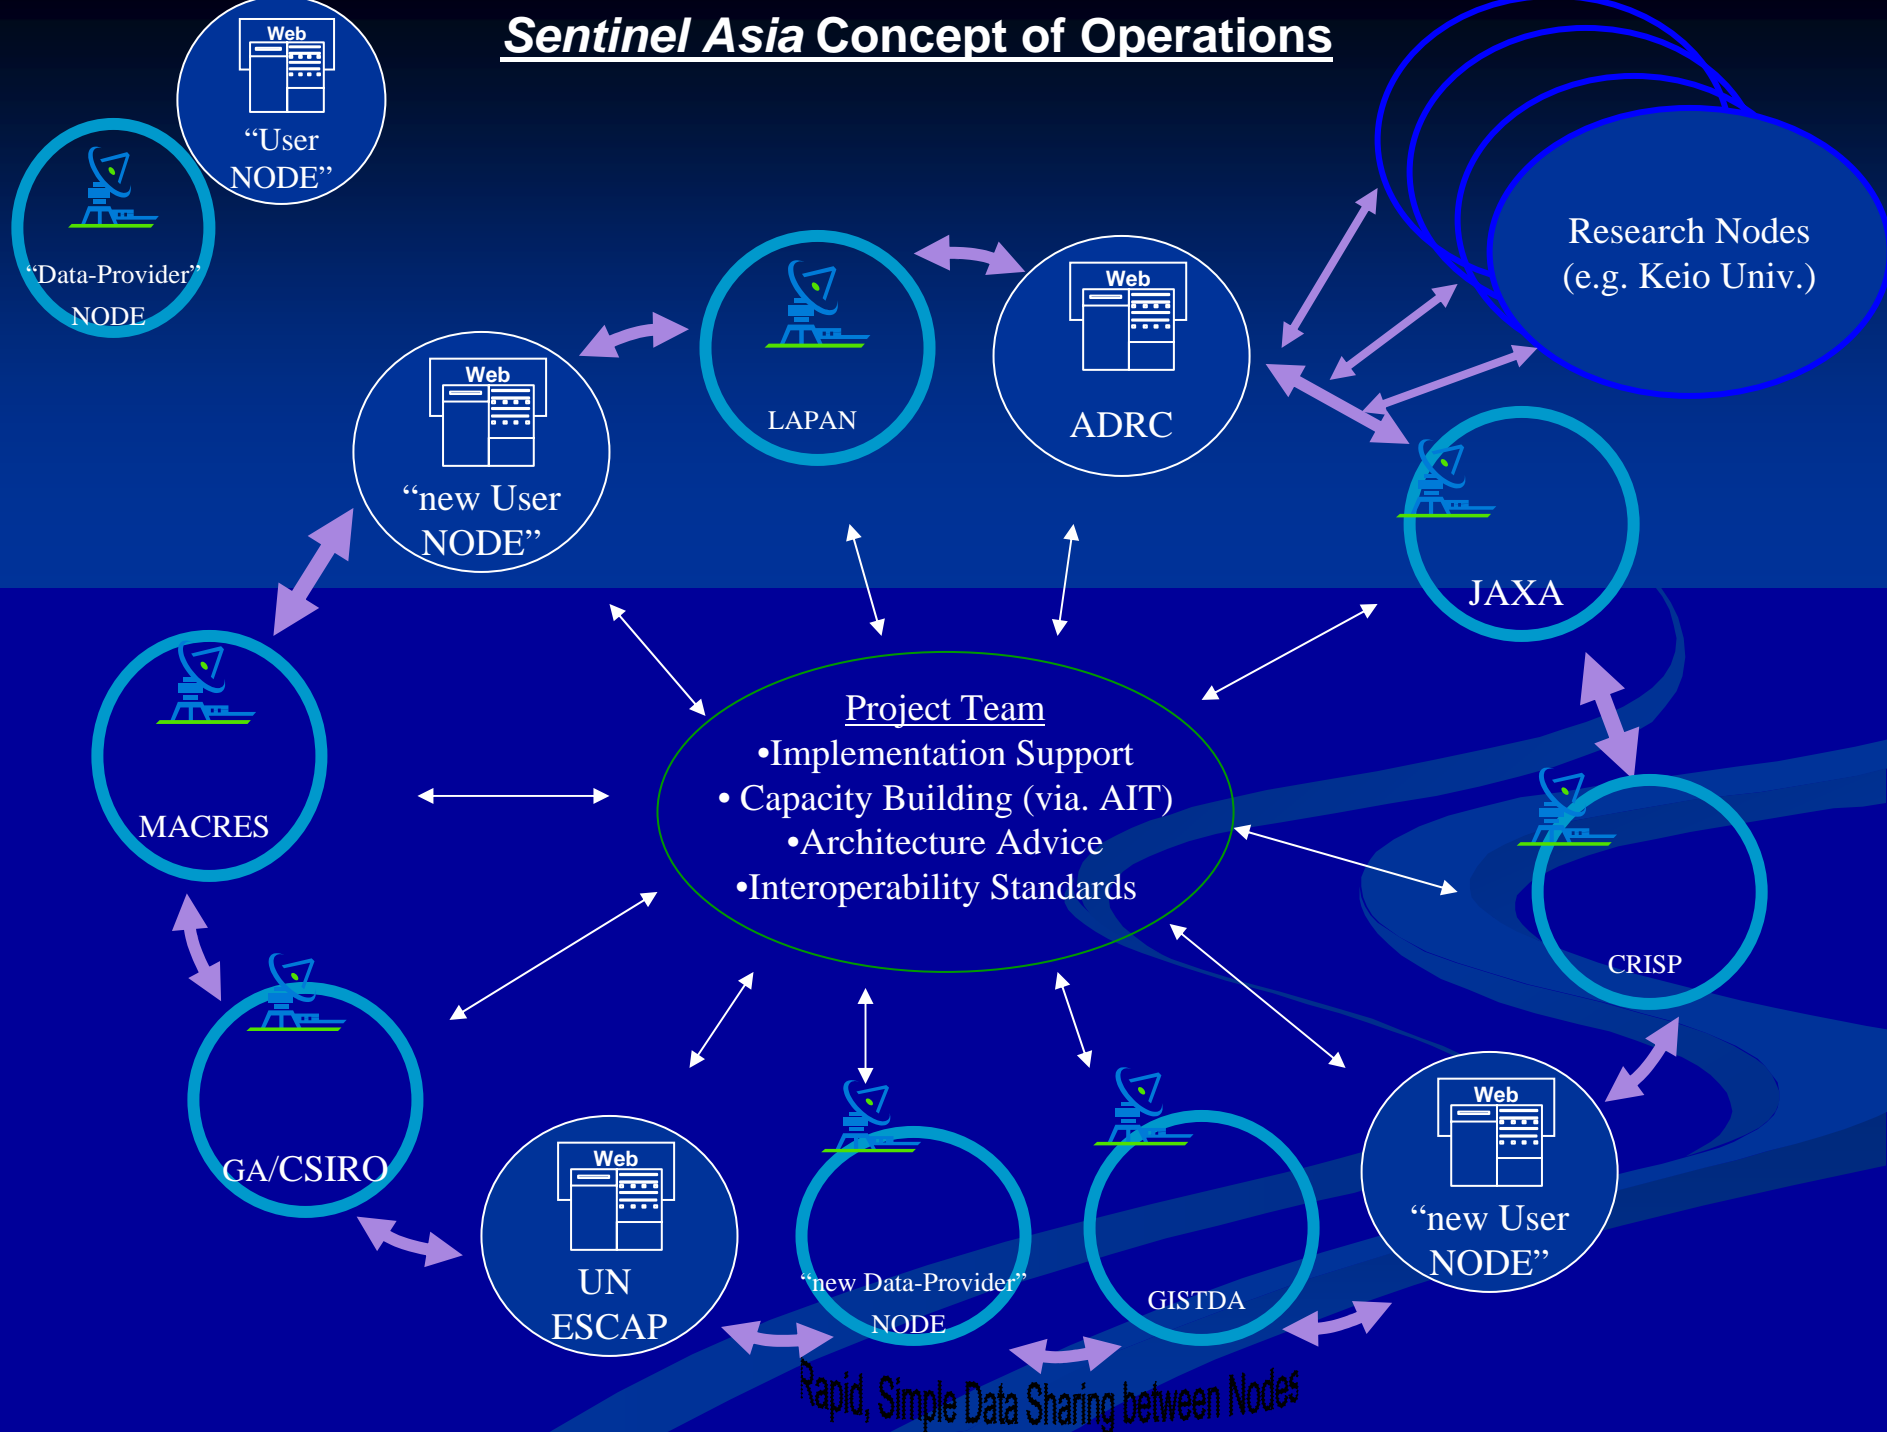 Sentinel Asia Concept of Operations
Web
“User
NODE”
“Data-Provider”
NODE
Research Nodes
(e.g. Keio Univ.)
Web
ADRC
LAPAN
Web
“new User
NODE”
JAXA
Project Team
•Implementation Support
• Capacity Building (via. AIT)
•Architecture Advice
•Interoperability Standards
MACRES
CRISP
GA/CSIRO
Web
UN
ESCAP
“new Data-Provider”
NODE
GISTDA
Web
“new User
NODE”
Rapid, Simple Data Sharing between Nodes